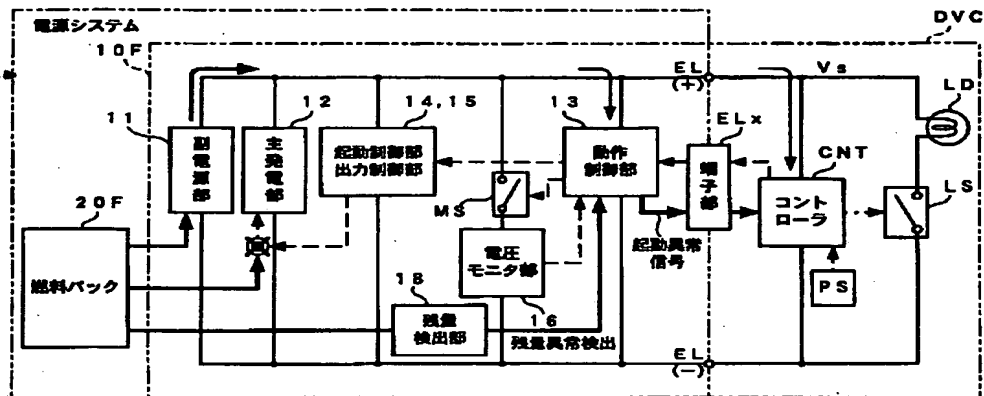 電源システム
DVC
10F
EL
(+)
Vs
LD
11
12
14,15
13
ELx
副電源部
主発電部
起動制御部
出力制御部
動作
制御部
端子部
CNT
コント
ローラ
LS
MS
20F
起動異常
信号
電圧
モニタ部
PS
燃料パック
18
16
残量
検出部
残量異常検出
EL
(−)